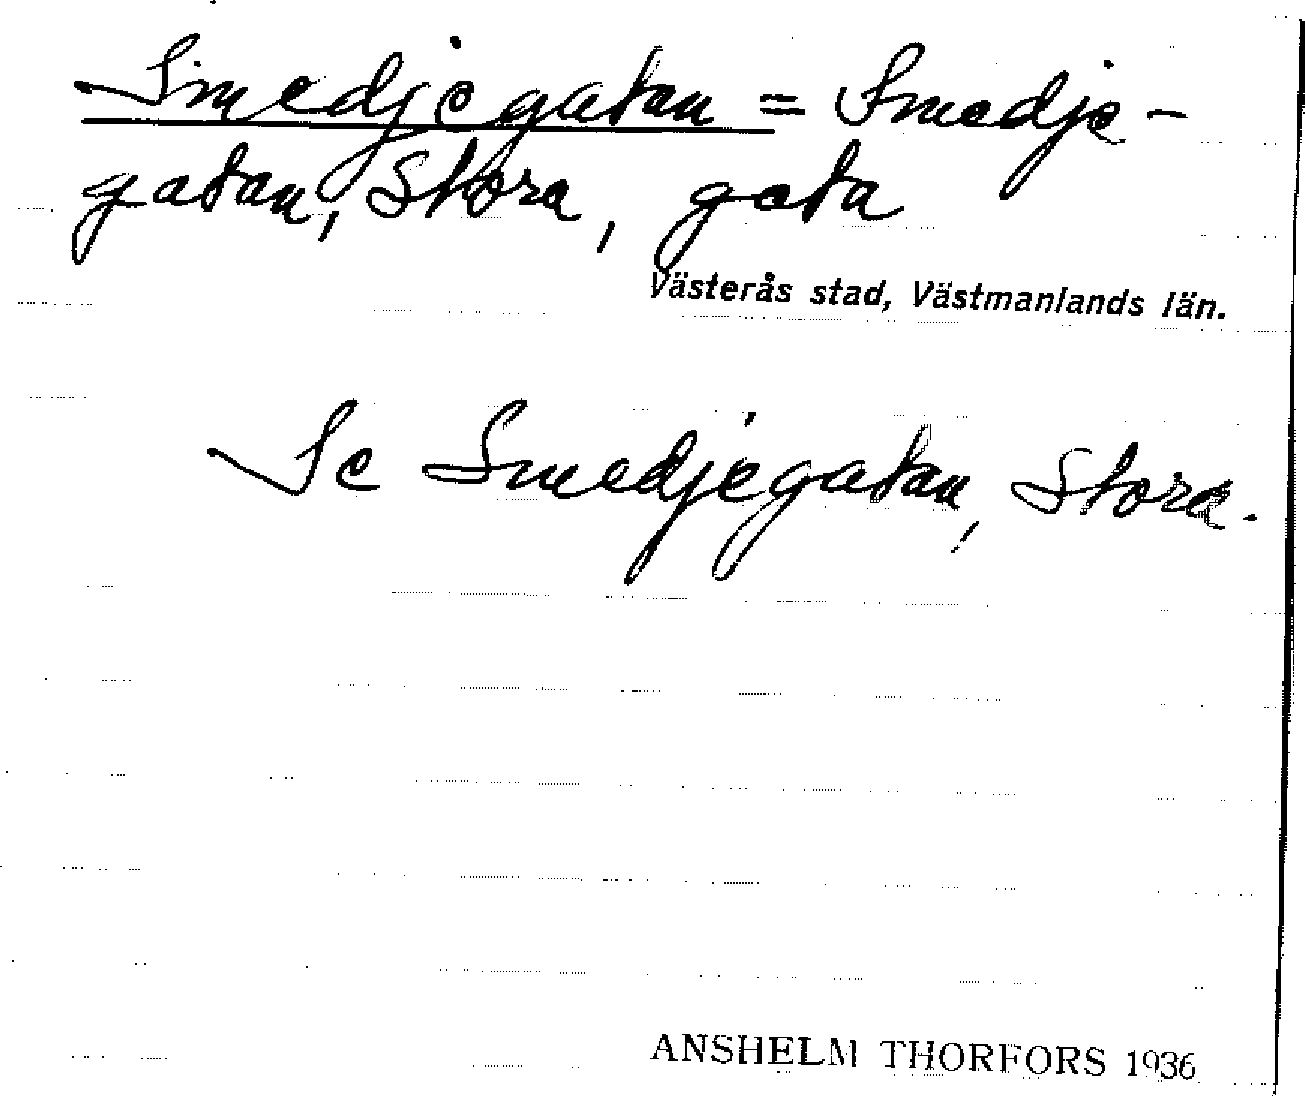 Smedjegatan = Smedje-
gatan, Stora, gata
Västerås stad, Västmanlands län.
Se Smedjegatan, Stora.
ANSHELM THORFORS 1936